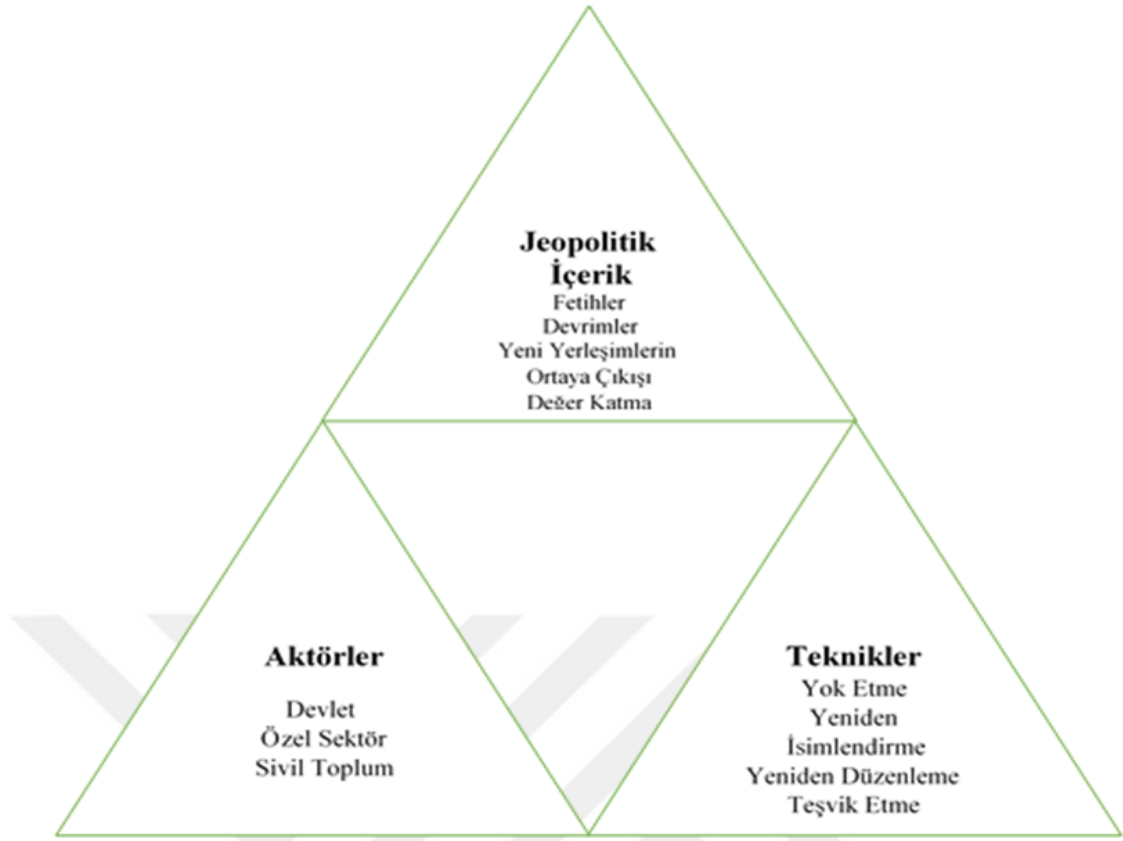 Jeopolitik
İçerik
Fetihler
Devrimler
Yeni Yerleşimlerin
Ortaya Çıkışı
Değer Katma
Aktörler
Devlet
Özel Sektör
Sivil Toplum
Teknikler
Yok Etme
Yeniden
İsimlendirme
Yeniden Düzenleme
Teşvik Etme